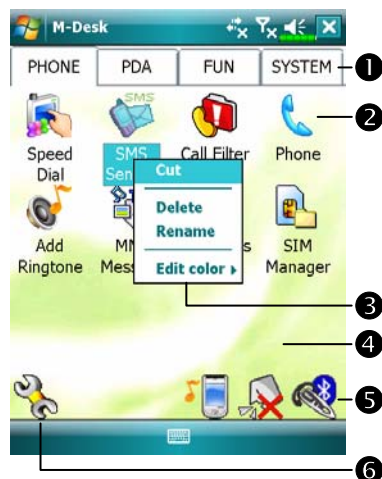 M-Desk
PHONE PDA FUN SYSTEM
1
2
SMS
Speed Dial
SMS
Call Filter
Phone
Cut
Delete
Rename
Edit color
Add Ringtone
SIM Manager
3
4
5
6